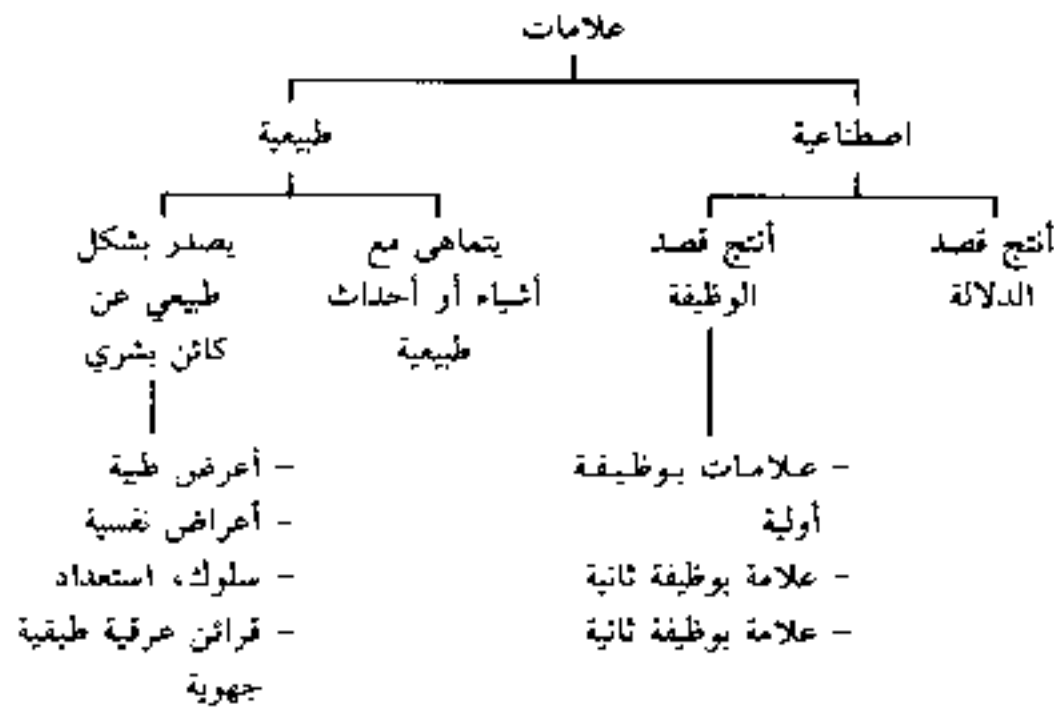 علامات
اصطناعية
طبيعية
أنتج قصد
الدلالة
أنتج قصد
الوظيفة
يتماهى مع
أشياء أو أحداث
طبيعية
يصدر بشكل
طبيعي عن
كائن بشري
- علامات بوظيفة
أولية
- علامة بوظيفة ثانية
- علامة بوظيفة ثانية
- أعرض طبية
- أعراض نفسية
- سلوك، استعداد
- قرائن عرقية طبقية
جهوية